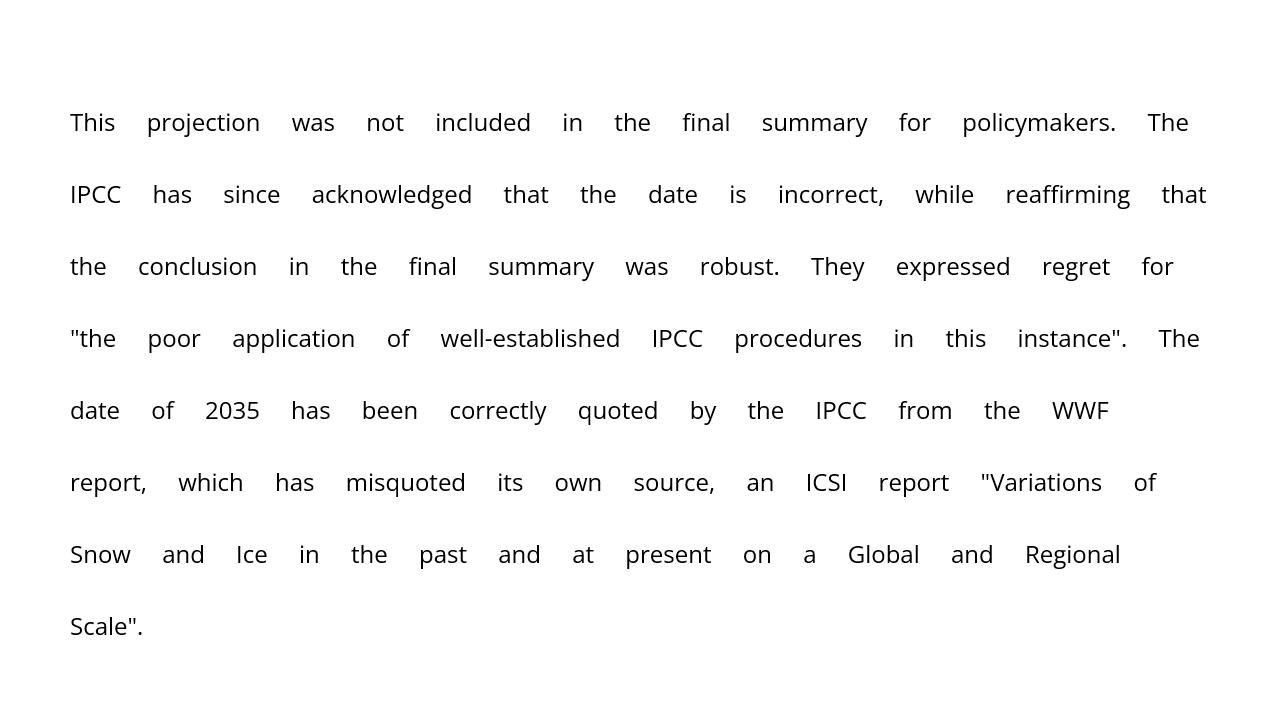 This projection was not included in the final summary for policymakers. The
IPCC has since acknowledged that the date is incorrect, while reaffirming that
the conclusion in the final summary was robust. They expressed regret for
"the poor application of well-established IPCC procedures in this instance". The
date of 2035 has been correctly quoted by the IPCC from the WWF
report, which has misquoted its own source, an ICSI report "Variations of
Snow and Ice in the past and at present on a Global and Regional
Scale".